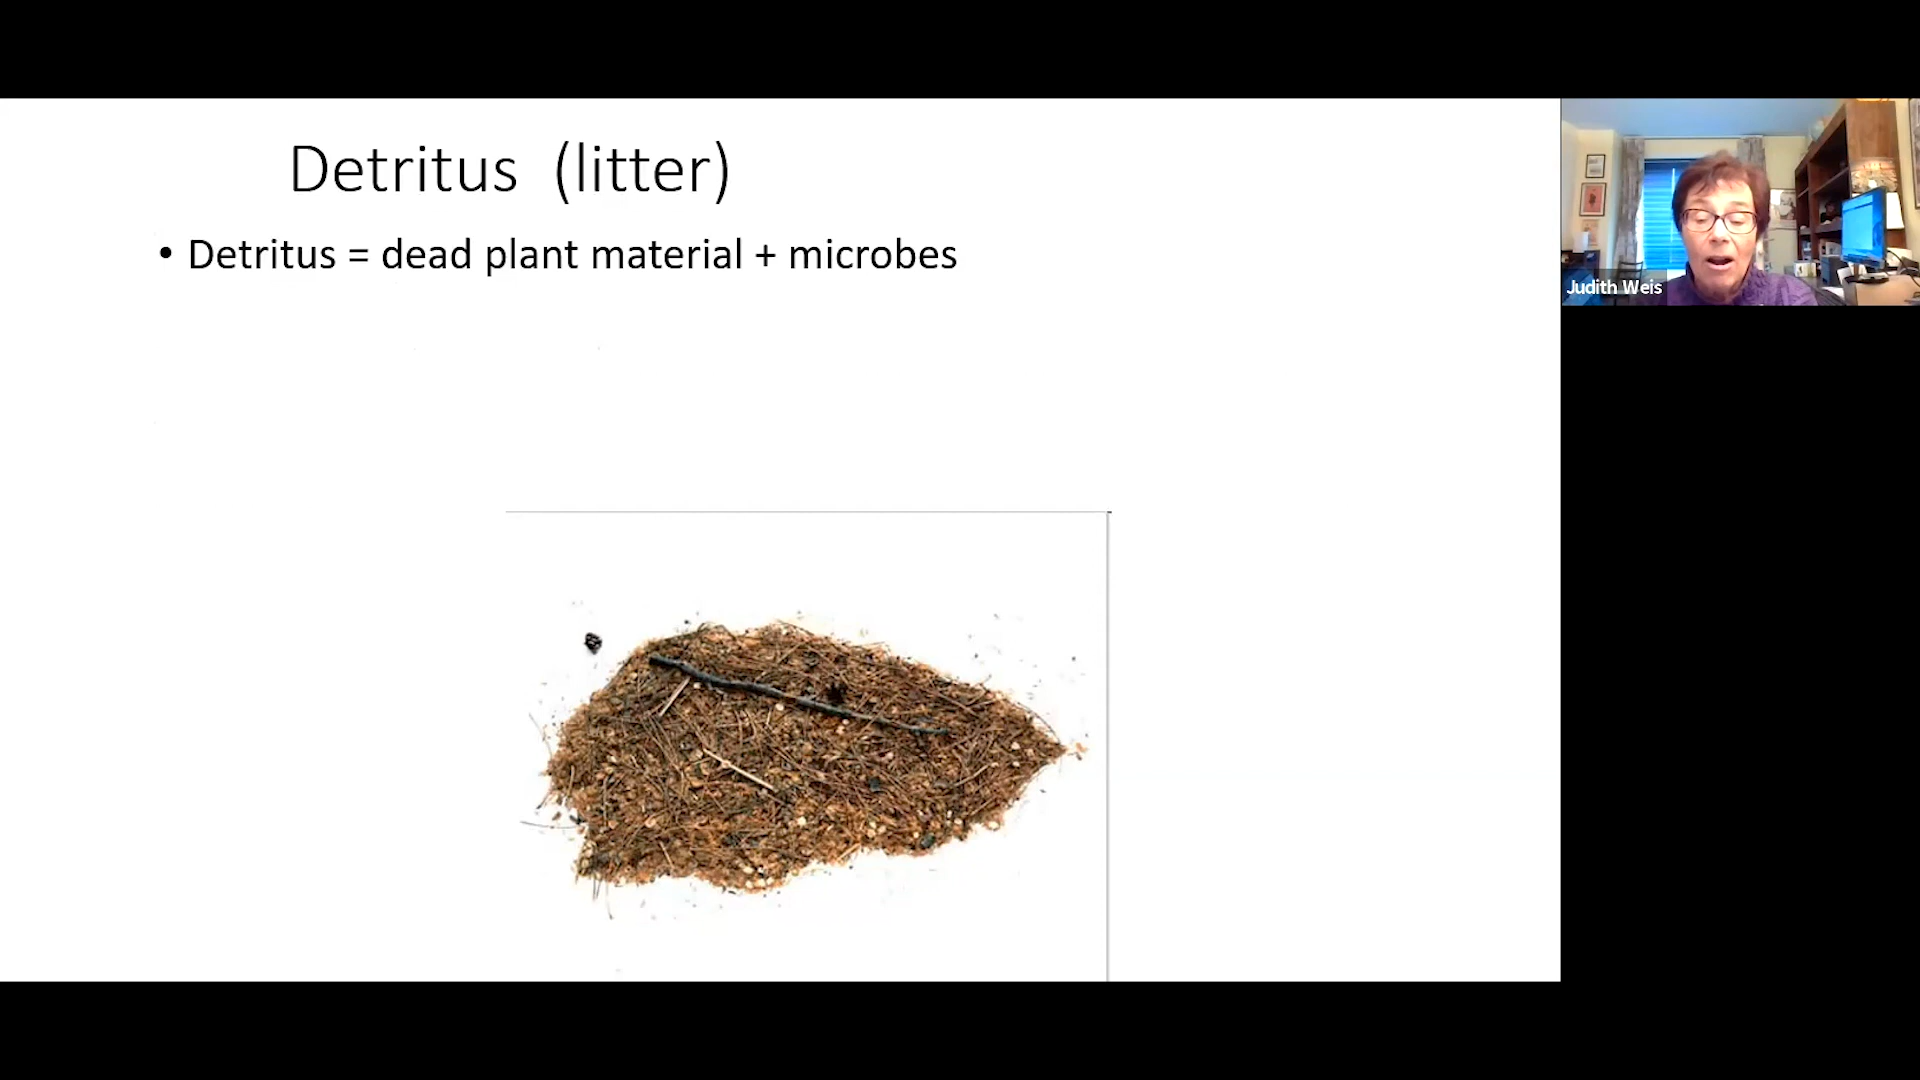 Detritus (litter)
• Detritus = dead plant material + microbes
Judith Weis